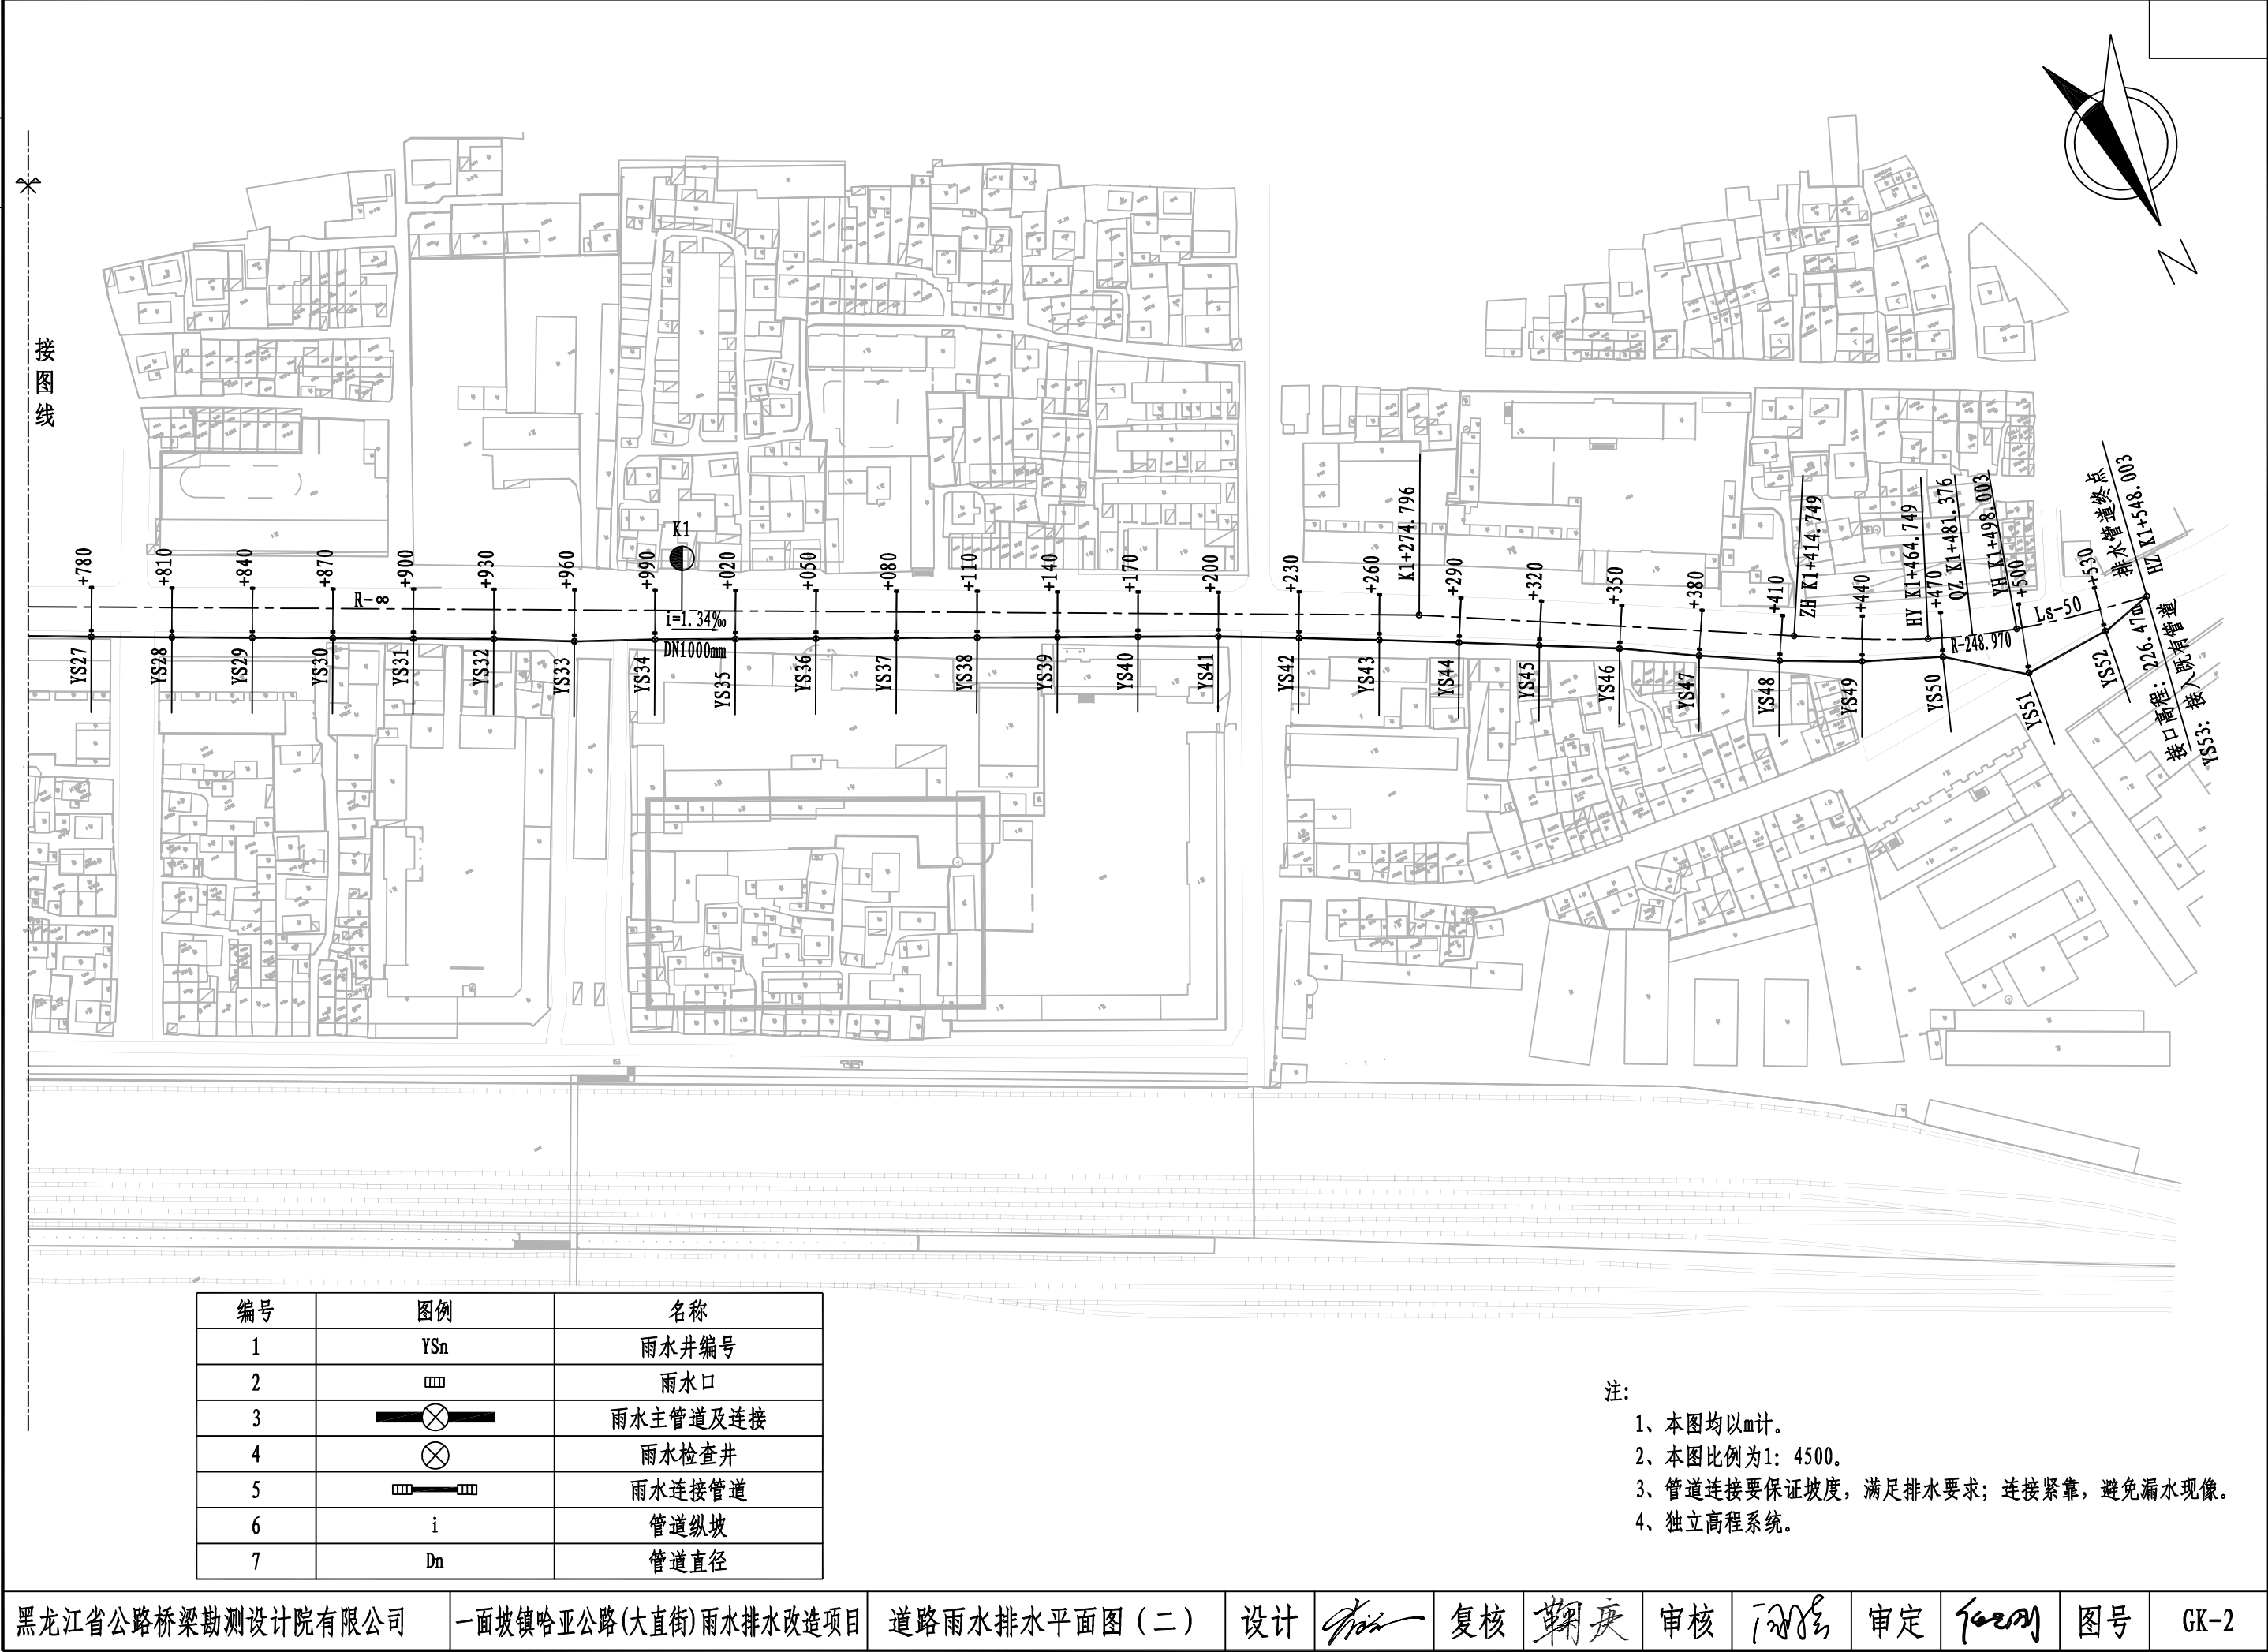 接图线
+780
+810
+840
+870
+900
+930
+960
+990
K1
+020
+050
+080
+110
+140
+170
+200
+230
+260
K1+274.796
+290
+320
+350
+380
+410
ZH K1+414.749
+440
HY K1+464.749
+470
QZ K1+481.376
YH K1+498.003
+500
+530
排水管道终点
HZ K1+548.003
R-∞
i=1.34‰
DN1000mm
Ls-50
R-248.970
YS27
YS28
YS29
YS30
YS31
YS32
YS33
YS34
YS35
YS36
YS37
YS38
YS39
YS40
YS41
YS42
YS43
YS44
YS45
YS46
YS47
YS48
YS49
YS50
YS51
YS52
接口高程: 226.47m
YS53: 接入既有管道
N
编号 图例 名称
1 YSn 雨水井编号
2 雨水口
3 雨水主管道及连接
4 雨水检查井
5 雨水连接管道
6 i 管道纵坡
7 Dn 管道直径
注:
1、本图均以m计。
2、本图比例为1: 4500。
3、管道连接要保证坡度，满足排水要求；连接紧靠，避免漏水现像。
4、独立高程系统。
黑龙江省公路桥梁勘测设计院有限公司 一面坡镇哈亚公路(大直街)雨水排水改造项目 道路雨水排水平面图（二） 设计 复核 审核 审定 图号 GK-2